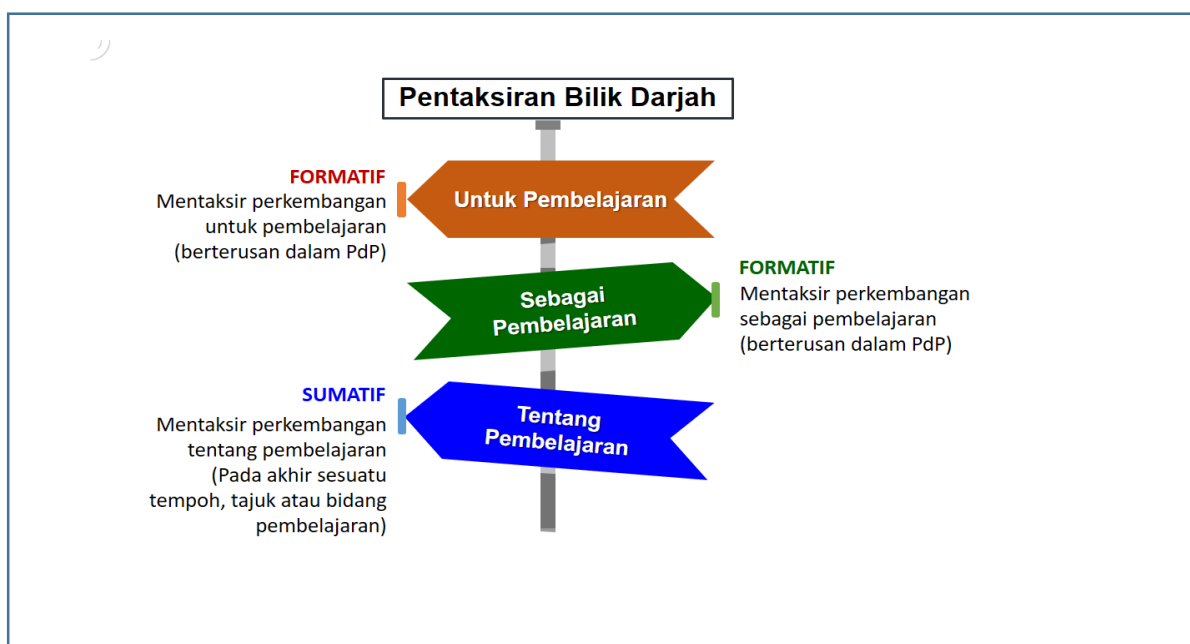 Pentaksiran Bilik Darjah
FORMATIF
Mentaksir perkembangan
untuk pembelajaran
(berterusan dalam PdP)
Untuk Pembelajaran
Sebagai
Pembelajaran
FORMATIF
Mentaksir perkembangan
sebagai pembelajaran
(berterusan dalam PdP)
SUMATIF
Mentaksir perkembangan
tentang pembelajaran
(Pada akhir sesuatu
tempoh, tajuk atau bidang
pembelajaran)
Tentang
Pembelajaran